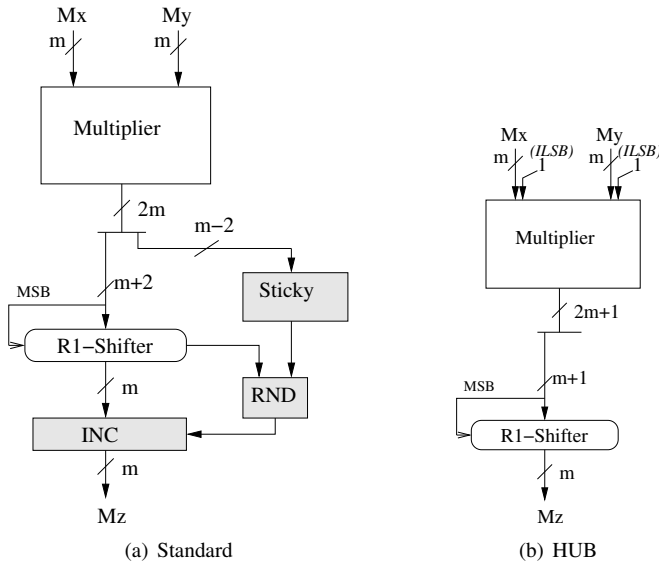 Mx My
m m
Multiplier
2m
m−2
m+2
MSB
Sticky
R1−Shifter
m
RND
INC
m
Mz
(a) Standard
Mx My
(ILSB) (ILSB)
m 1 m 1
Multiplier
2m+1
m+1
MSB
R1−Shifter
m
Mz
(b) HUB